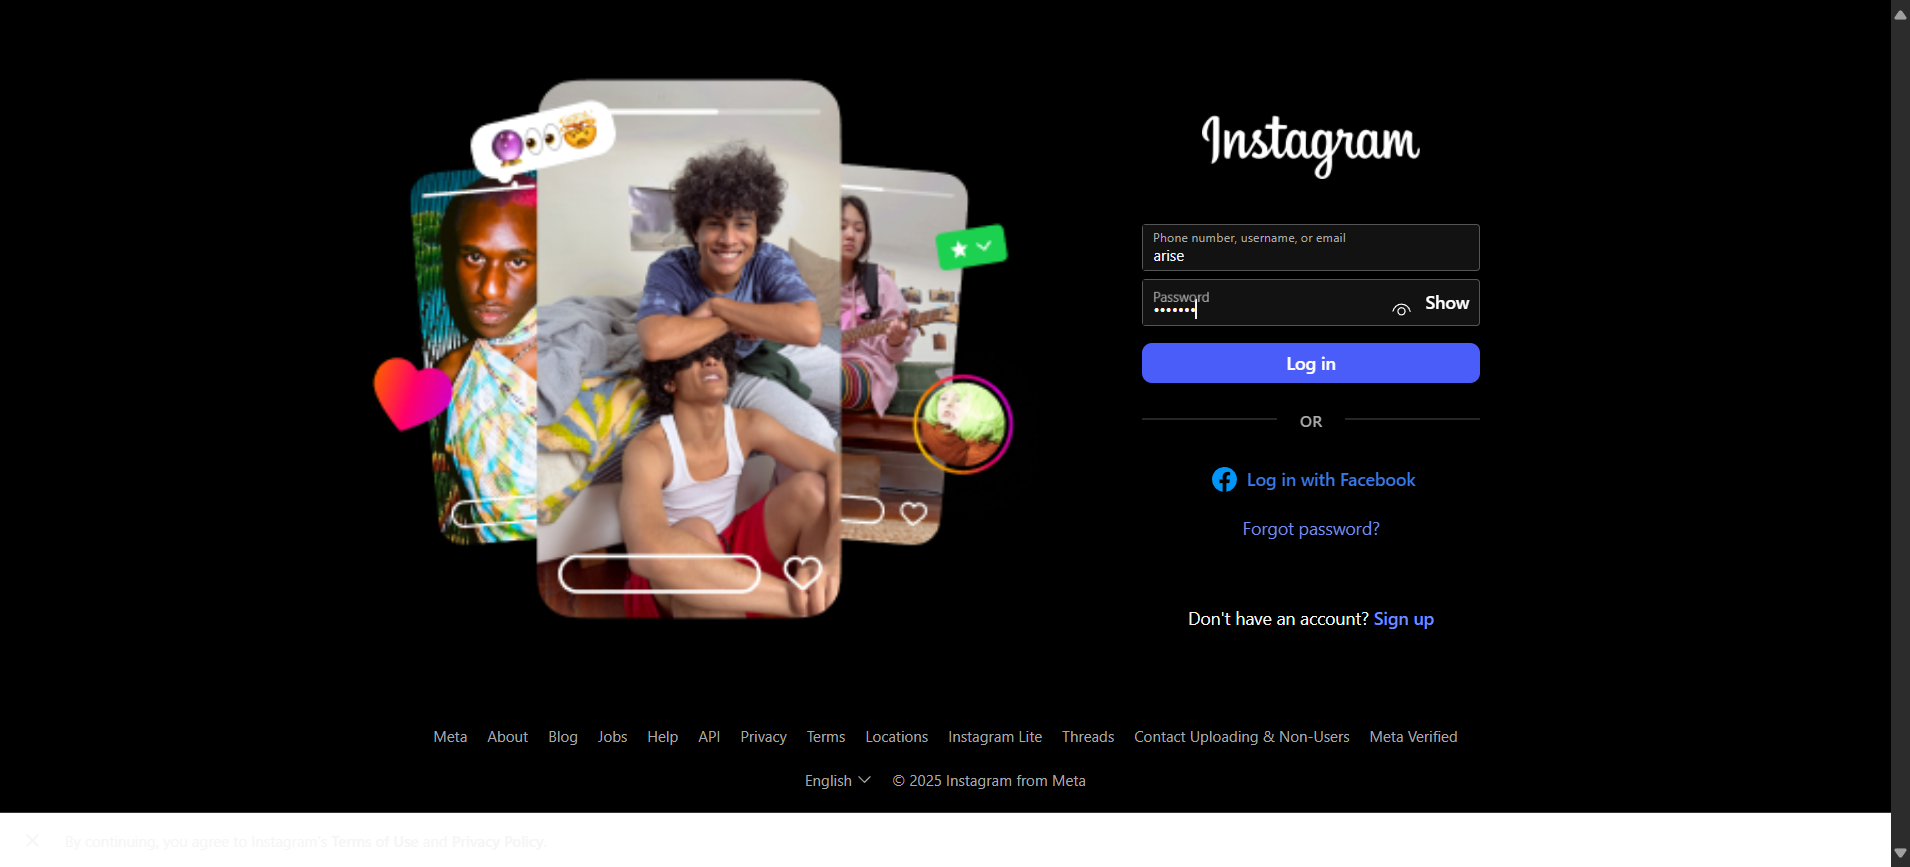 Instagram
Phone number, username, or email
arise
Password
•••••••
Show
Log in
OR
Log in with Facebook
Forgot password?
Don't have an account? Sign up
Meta About Blog Jobs Help API Privacy Terms Locations Instagram Lite Threads Contact Uploading & Non-Users Meta Verified
English © 2025 Instagram from Meta
By continuing, you agree to Instagram's Terms of Use and Privacy Policy.